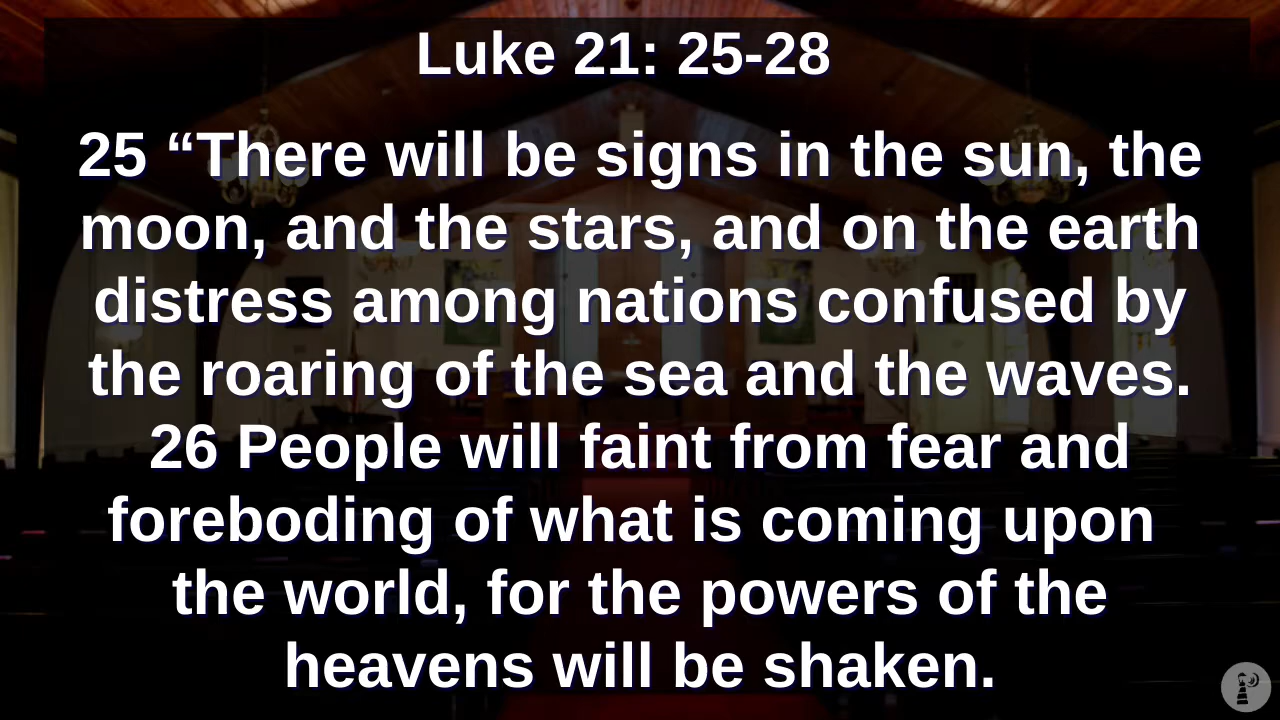 Luke 21: 25-28
25 “There will be signs in the sun, the
moon, and the stars, and on the earth
distress among nations confused by
the roaring of the sea and the waves.
26 People will faint from fear and
foreboding of what is coming upon
the world, for the powers of the
heavens will be shaken.